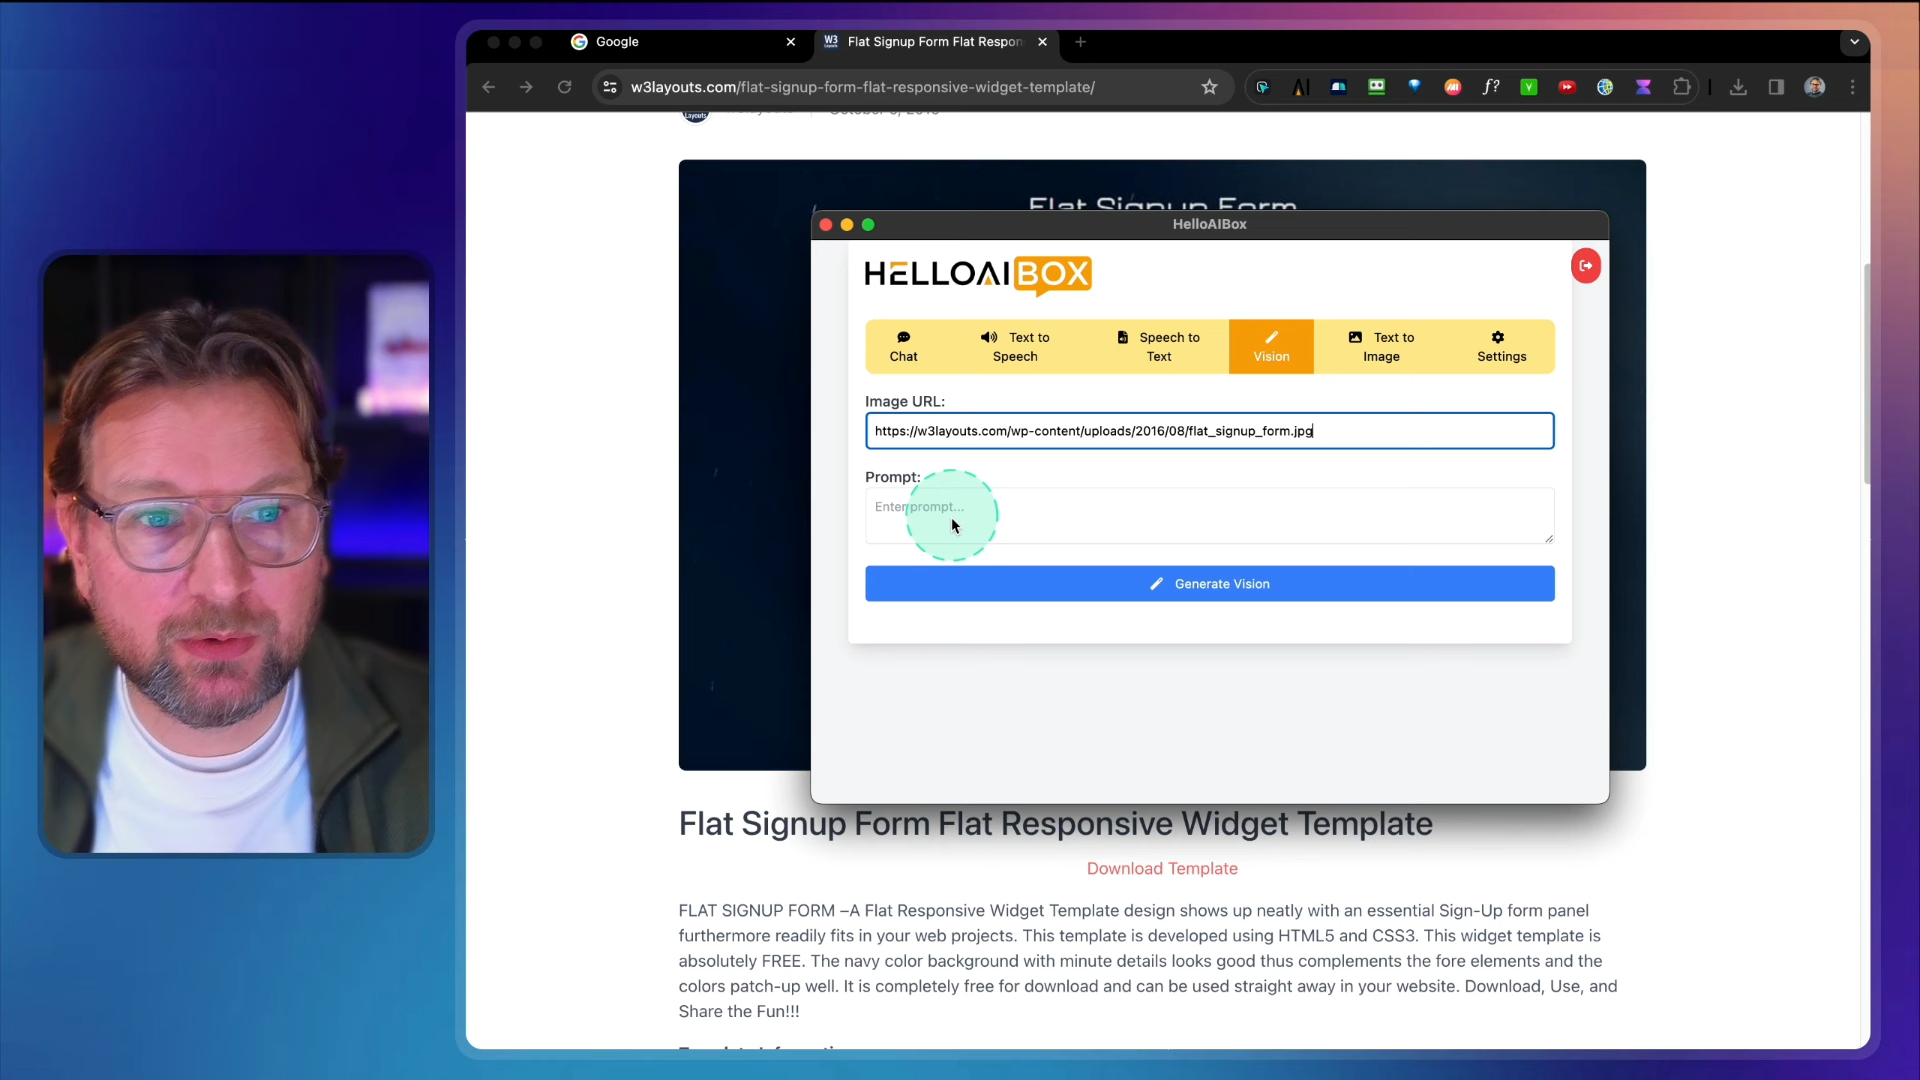 Google
W3 Flat Signup Form Flat Respon
w3layouts.com/flat-signup-form-flat-responsive-widget-template/
Layouts
Flat Signup Form
HelloAIBox
HELLOAIBOX
Chat
Text to
Speech
Speech to
Text
Vision
Text to
Image
Settings
Image URL:
https://w3layouts.com/wp-content/uploads/2016/08/flat_signup_form.jpg
Prompt:
Enter prompt...
Generate Vision
Flat Signup Form Flat Responsive Widget Template
Download Template
FLAT SIGNUP FORM –A Flat Responsive Widget Template design shows up neatly with an essential Sign-Up form panel
furthermore readily fits in your web projects. This template is developed using HTML5 and CSS3. This widget template is
absolutely FREE. The navy color background with minute details looks good thus complements the fore elements and the
colors patch-up well. It is completely free for download and can be used straight away in your website. Download, Use, and
Share the Fun!!!